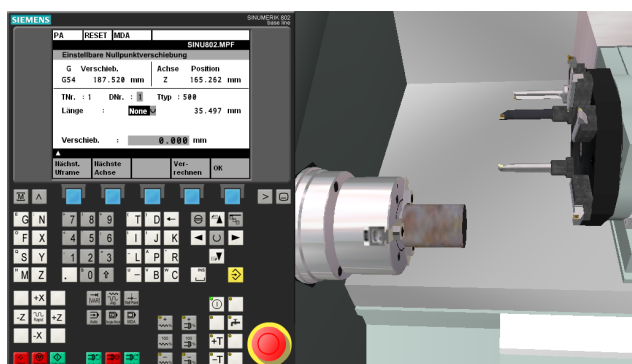 SIEMENS
SINUMERIK 802
base line
PA RESET MDA
SINU802.MPF
Einstellbare Nullpunktverschiebung
G Verschieb. Achse Position
G54 187.520 mm Z 165.262 mm
TNr. : 1 DNr. : 1 Ttyp : 500
Länge : None 35.497 mm
Verschieb. : 0.000 mm
Nächst. Nächste Ver- OK
Uframe Achse rechnen
M
G N 7 8 9 T D
F X 4 5 6 I J K
S Y 1 2 3 L A R
M Z . 0 - V B W C
+X
-Z +Z
-X
+T
-T